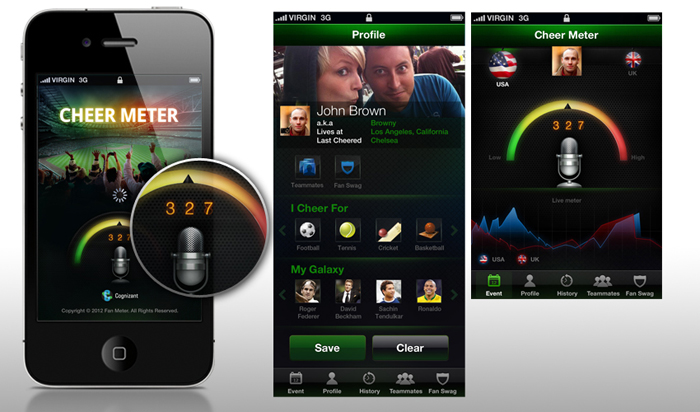 VIRGIN 3G
CHEER METER
3 2 7
Cognizant
Copyright © 2012 Fan Meter. All Rights Reserved.
3 2 7
VIRGIN 3G
Profile
John Brown
a.k.a Browny
Lives at Los Angeles, California
Last Cheered Chelsea
Teammates Fan Swag
I Cheer For
Football Tennis Cricket Basketball
My Galaxy
Roger Federer David Beckham Sachin Tendulkar Ronaldo
Save Clear
Event Profile History Teammates Fan Swag
VIRGIN 3G
Cheer Meter
USA UK
3 2 7
Low High
Live meter
USA UK
Event Profile History Teammates Fan Swag